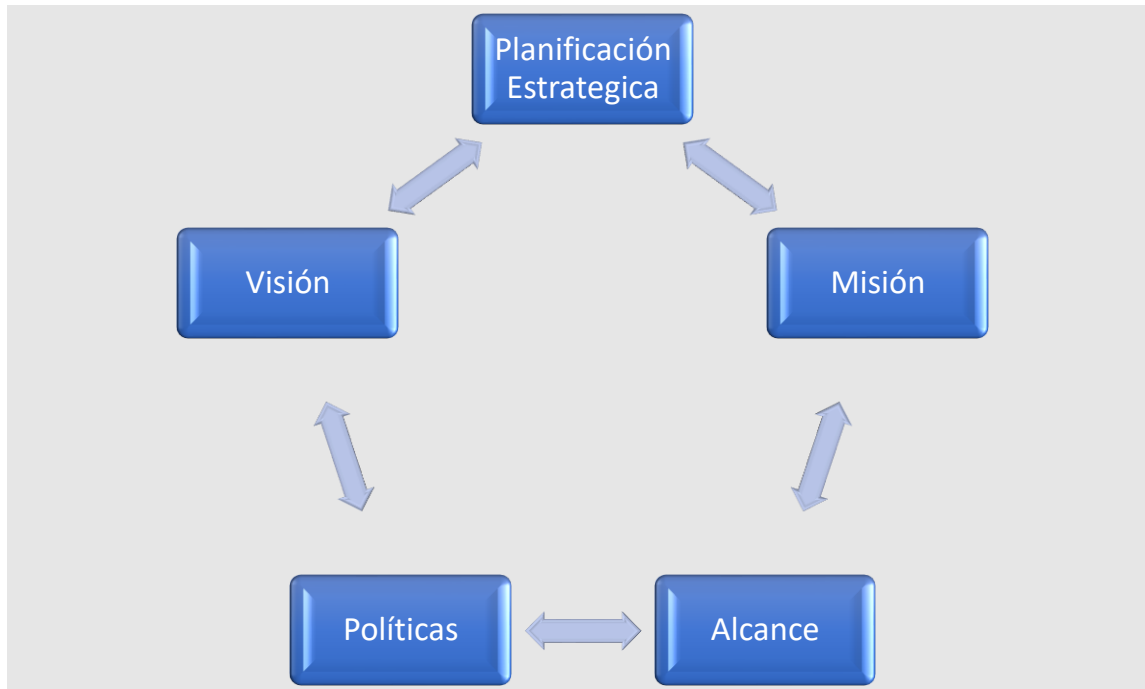 Planificación
Estrategica
Visión
Misión
Políticas
Alcance